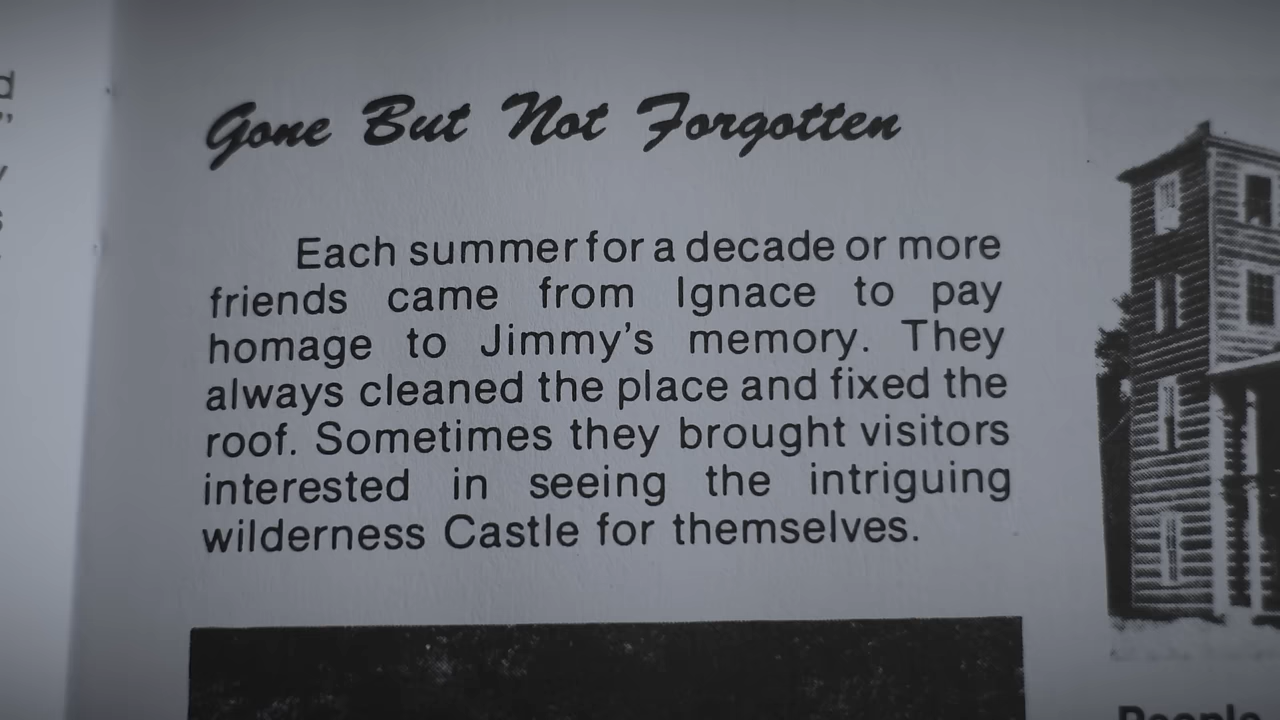 Gone But Not Forgotten
Each summer for a decade or more
friends came from Ignace to pay
homage to Jimmy's memory. They
always cleaned the place and fixed the
roof. Sometimes they brought visitors
interested in seeing the intriguing
wilderness Castle for themselves.